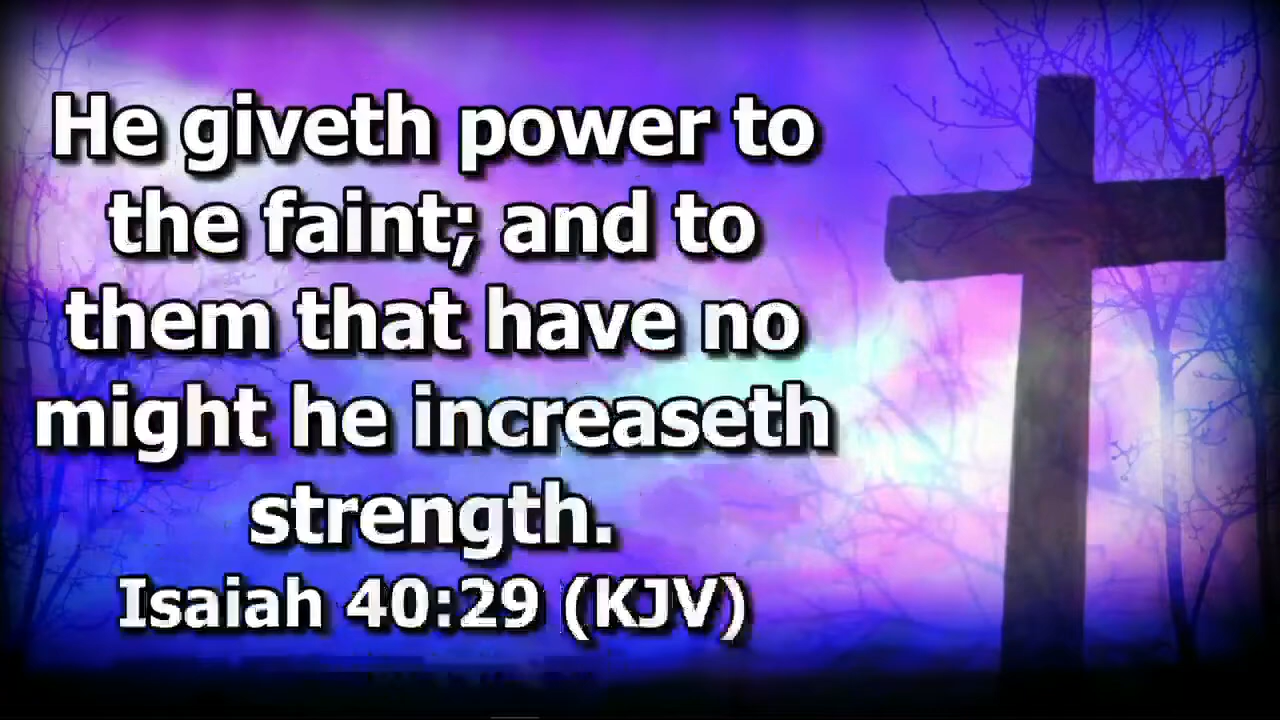 He giveth power to
the faint; and to
them that have no
might he increaseth
strength.
Isaiah 40:29 (KJV)